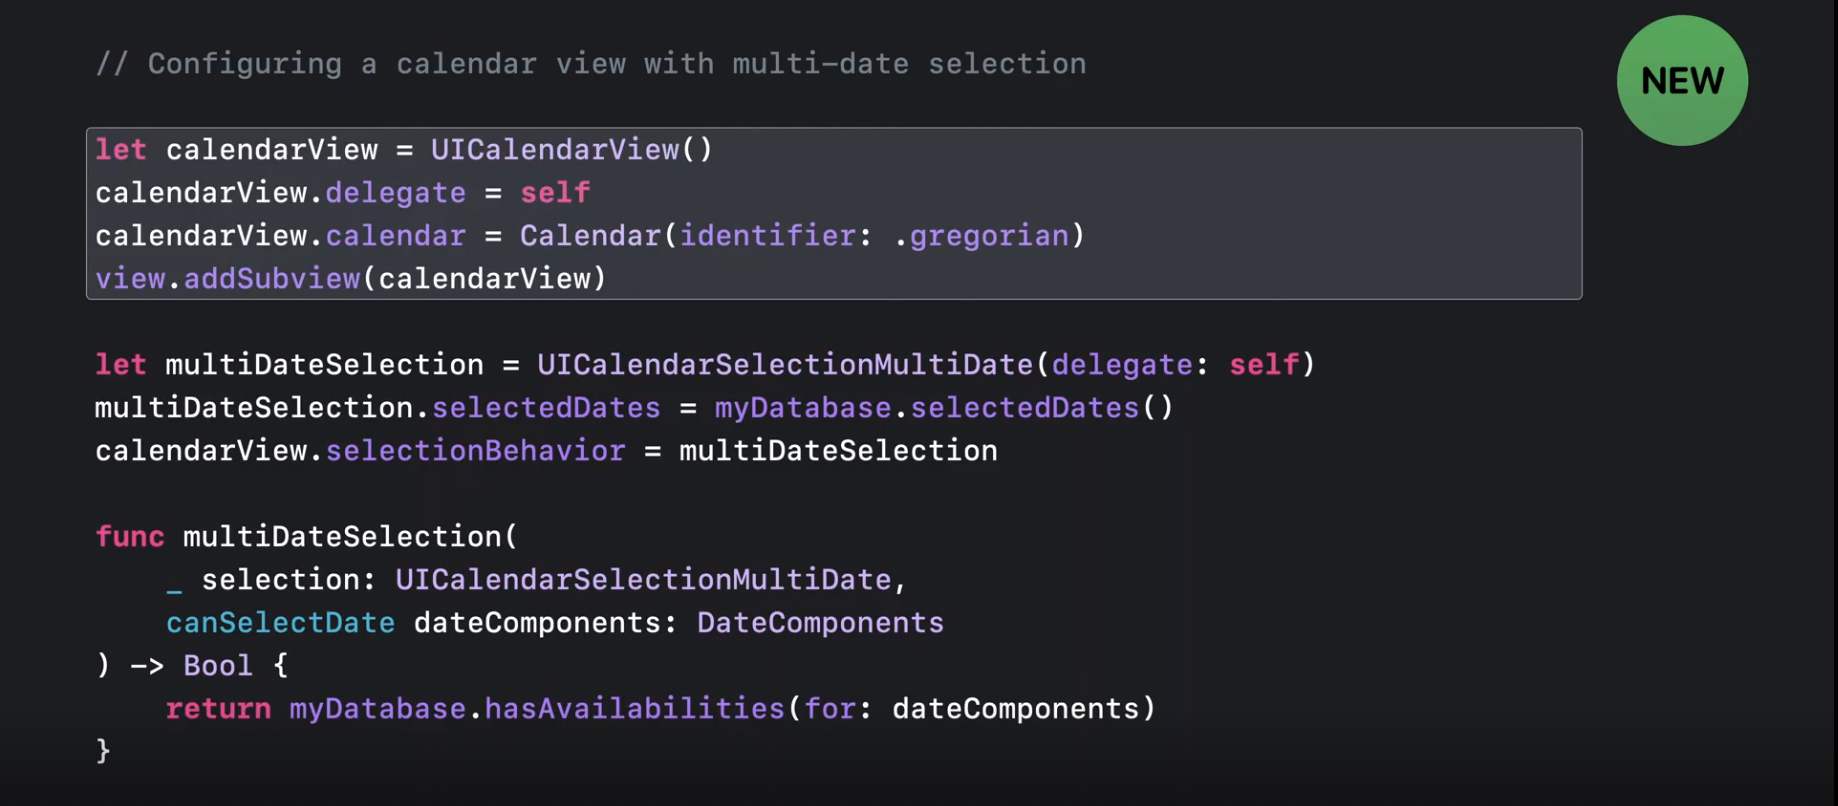 // Configuring a calendar view with multi-date selection
NEW
let calendarView = UICalendarView()
calendarView.delegate = self
calendarView.calendar = Calendar(identifier: .gregorian)
view.addSubview(calendarView)
let multiDateSelection = UICalendarSelectionMultiDate(delegate: self)
multiDateSelection.selectedDates = myDatabase.selectedDates()
calendarView.selectionBehavior = multiDateSelection
func multiDateSelection(
    _ selection: UICalendarSelectionMultiDate,
    canSelectDate dateComponents: DateComponents
) -> Bool {
    return myDatabase.hasAvailabilities(for: dateComponents)
}